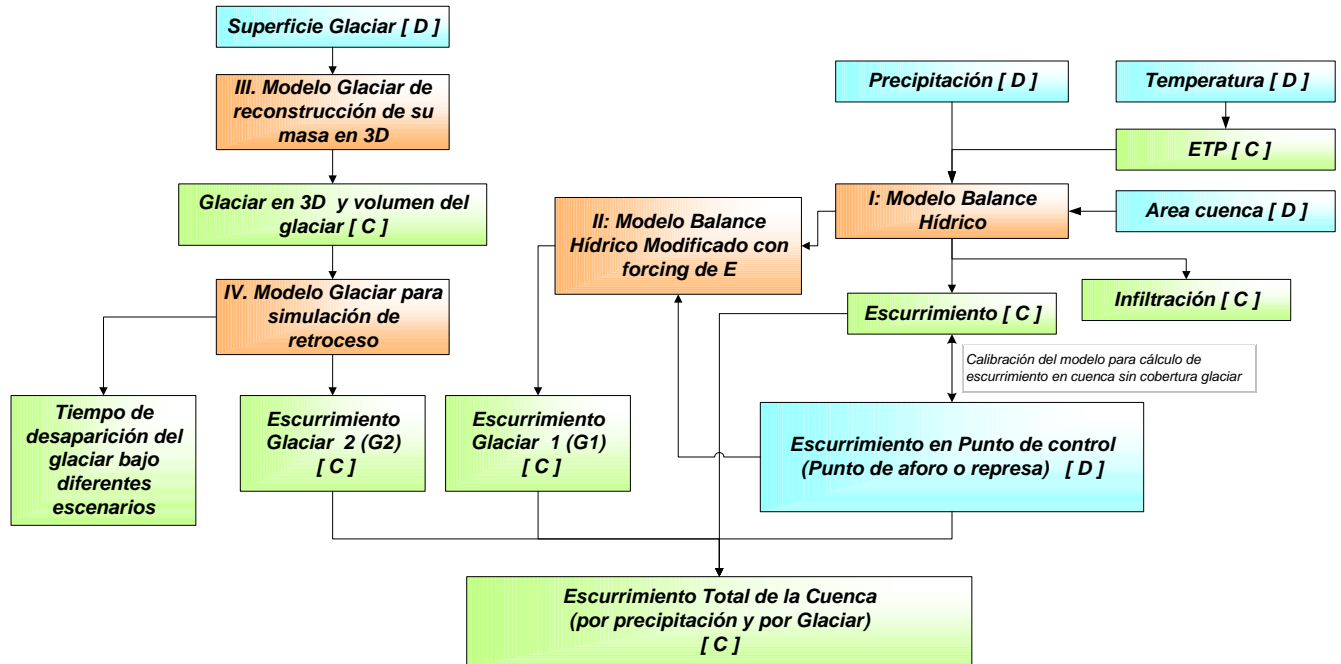 Superficie Glaciar [ D ]
III. Modelo Glaciar de
reconstrucción de su
masa en 3D
Glaciar en 3D y volumen del
glaciar [ C ]
IV. Modelo Glaciar para
simulación de
retroceso
Tiempo de
desaparición del
glaciar bajo
diferentes
escenarios
Escurrimiento
Glaciar 2 (G2)
[ C ]
Escurrimiento
Glaciar 1 (G1)
[ C ]
II: Modelo Balance
Hídrico Modificado con
forcing de E
Precipitación [ D ]
Temperatura [ D ]
ETP [ C ]
I: Modelo Balance
Hídrico
Area cuenca [ D ]
Infiltración [ C ]
Escurrimiento [ C ]
Calibración del modelo para cálculo de
escurrimiento en cuenca sin cobertura glaciar
Escurrimiento en Punto de control
(Punto de aforo o represa) [ D ]
Escurrimiento Total de la Cuenca
(por precipitación y por Glaciar)
[ C ]